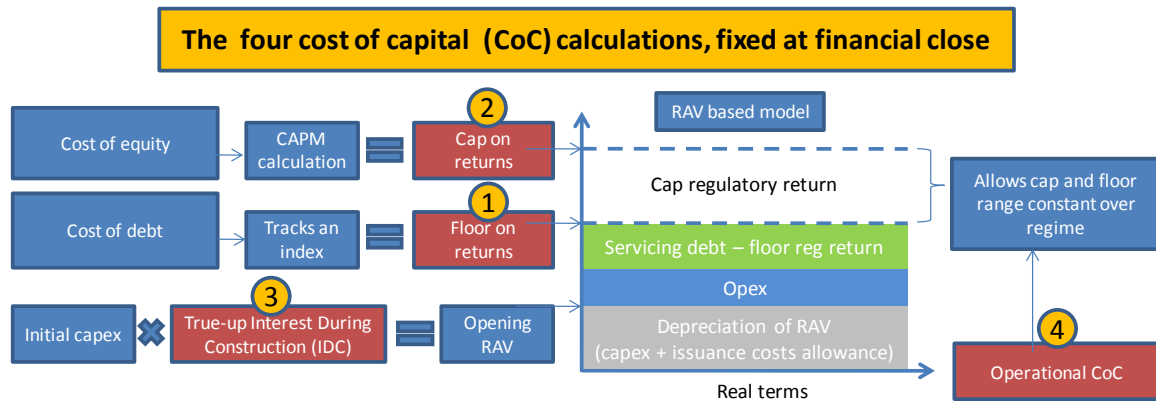 The four cost of capital (CoC) calculations, fixed at financial close
Cost of equity
CAPM
calculation
2
Cap on
returns
RAV based model
Cap regulatory return
Allows cap and floor
range constant over
regime
Cost of debt
Tracks an
index
1
Floor on
returns
Servicing debt – floor reg return
Opex
Initial capex
3
True-up Interest During
Construction (IDC)
Opening
RAV
Depreciation of RAV
(capex + issuance costs allowance)
4
Operational CoC
Real terms